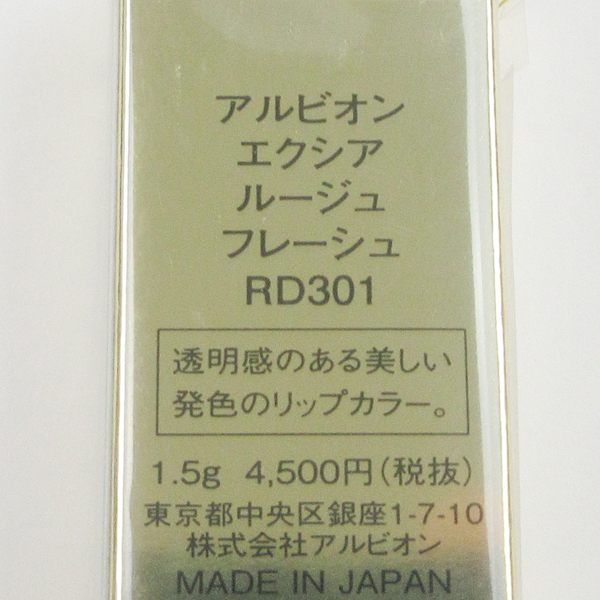 アルビオン
エクシア
ルージュ
フレーシュ
RD301
透明感のある美しい
発色のリップカラー。
1.5g 4,500円(税抜)
東京都中央区銀座1-7-10
株式会社アルビオン
MADE IN JAPAN